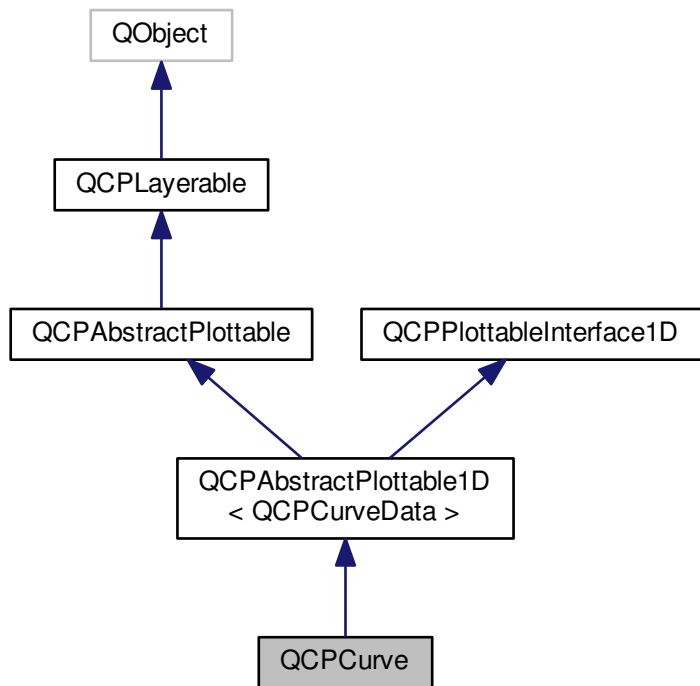 QObject
QCPLayerable
QCPAbstractPlottable
QCPPlottableInterface1D
QCPAbstractPlottable1D
< QCPCurveData >
QCPCurve